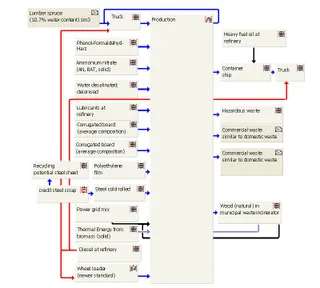 Lumber spruce
(10.7% water content) 1m3
Truck
Production
Heavy fuel oil at
refinery
Phenol-formaldehyd-
Harz
Ammonium nitrate
(AN, BAT, solid)
Container
ship
Truck
Water desalinated;
deionised
Lubricants at
refinery
Hazardous waste
Corrugated board
(average composition)
Commercial waste
similar to domestic waste
Corrugated board
(average composition)
Commercial waste
similar to domestic waste
Recycling
potential steel sheet
Polyethylene
film
credit steel scrap
Steel cold rolled
Power grid mix
Wood (natural) in
municipal waste incinerator
Thermal Energy from
biomass (solid)
Diesel at refinery
Wheel loader
(newer standard)